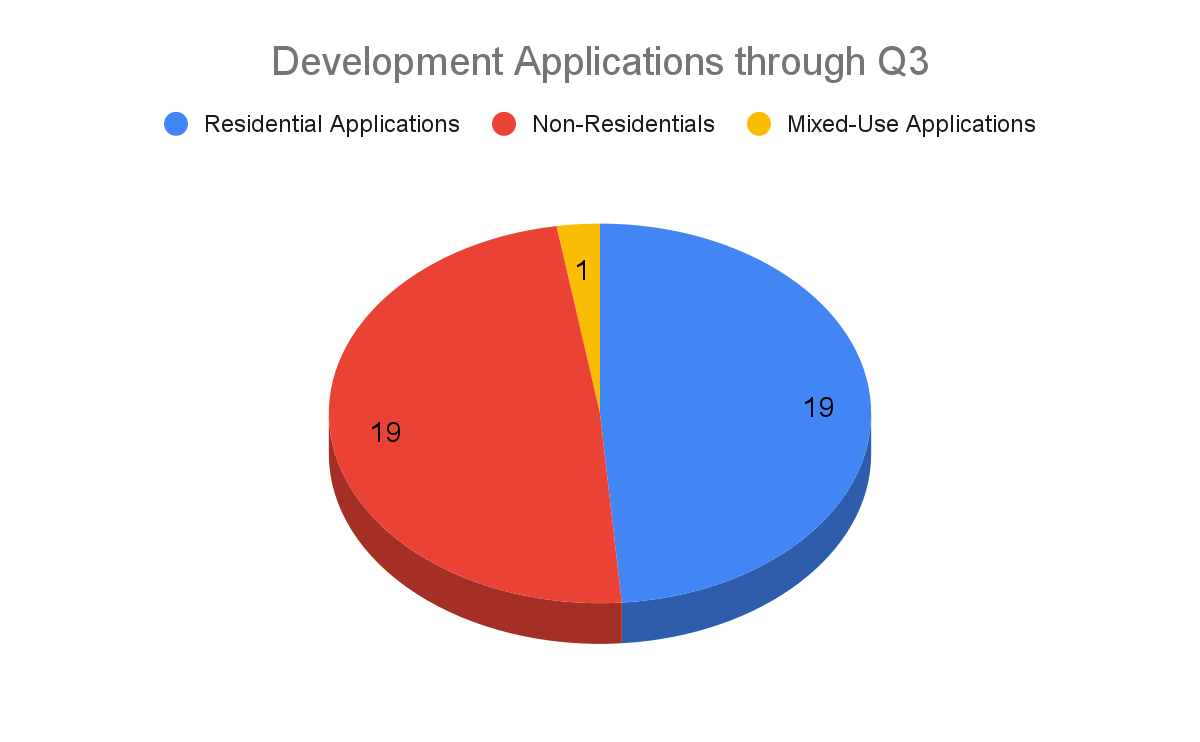 Development Applications through Q3
Residential Applications Non-Residentials Mixed-Use Applications
1
19
19